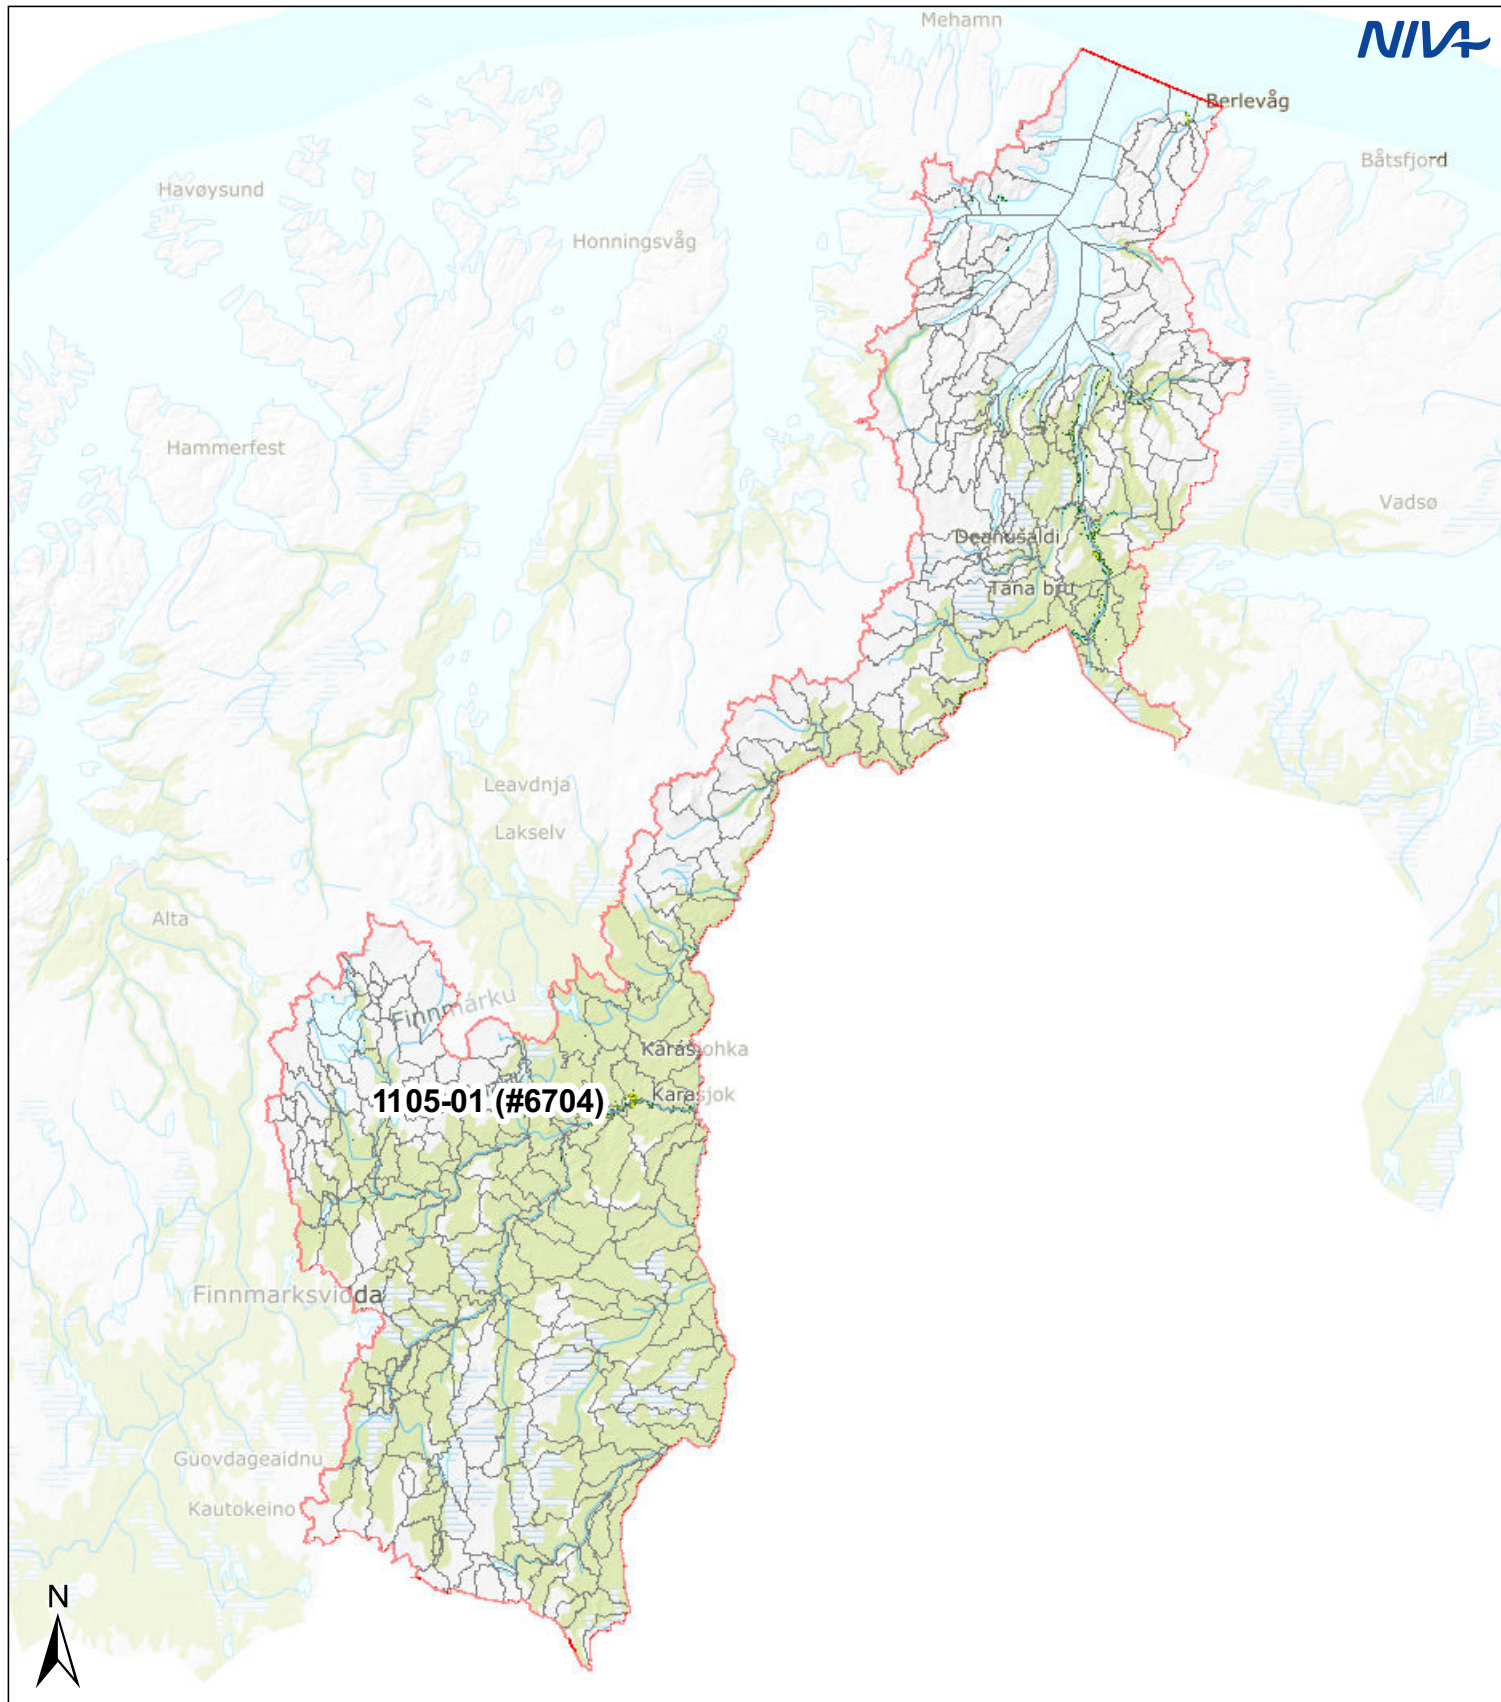 Mehamn
NIVA
Berlevåg
Båtsfjord
Havøysund
Honningsvåg
Hammerfest
Vadsø
Deanušaldi
Tana bru
Leavdnja
Lakselv
Alta
Finnmárku
Kárášjohka
1105-01 (#6704)
Karasjok
Finnmarksvidda
Guovdageaidnu
Kautokeino
N